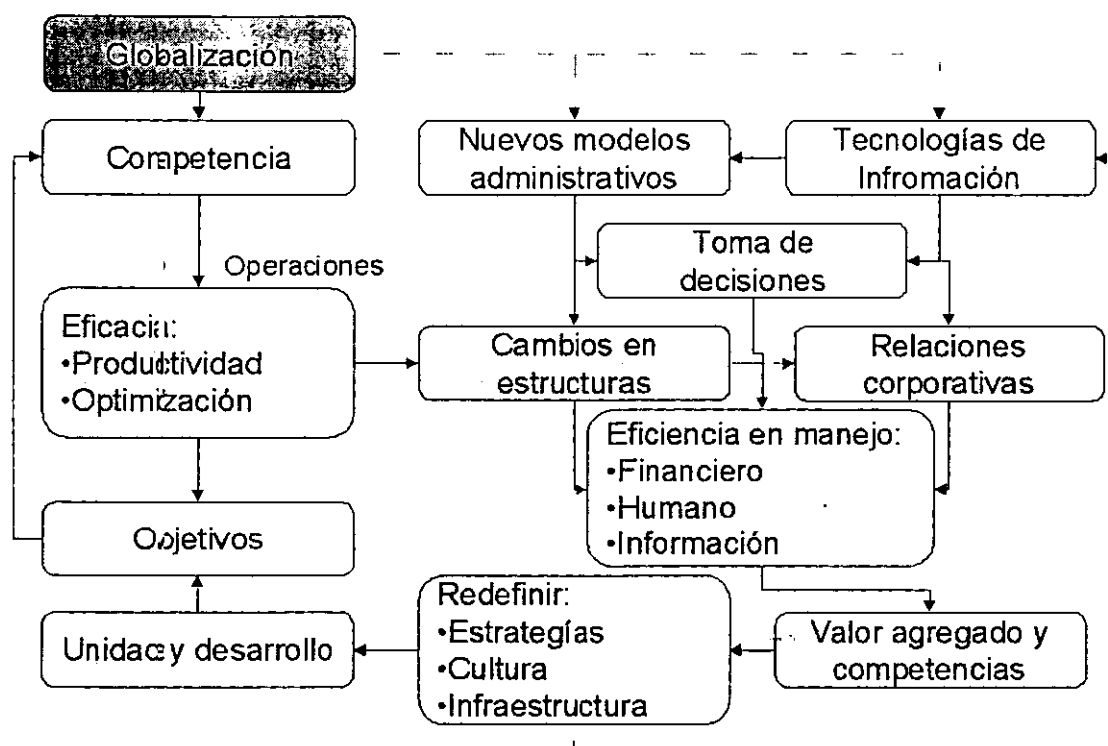 Globalización
Competencia
Nuevos modelos
administrativos
Tecnologías de
Infromación
Toma de
decisiones
Operaciones
Eficacia:
•Productividad
•Optimización
Cambios en
estructuras
Relaciones
corporativas
Eficiencia en manejo:
•Financiero
•Humano
•Información
Objetivos
Redefinir:
•Estrategías
•Cultura
•Infraestructura
Unidad y desarrollo
Valor agregado y
competencias